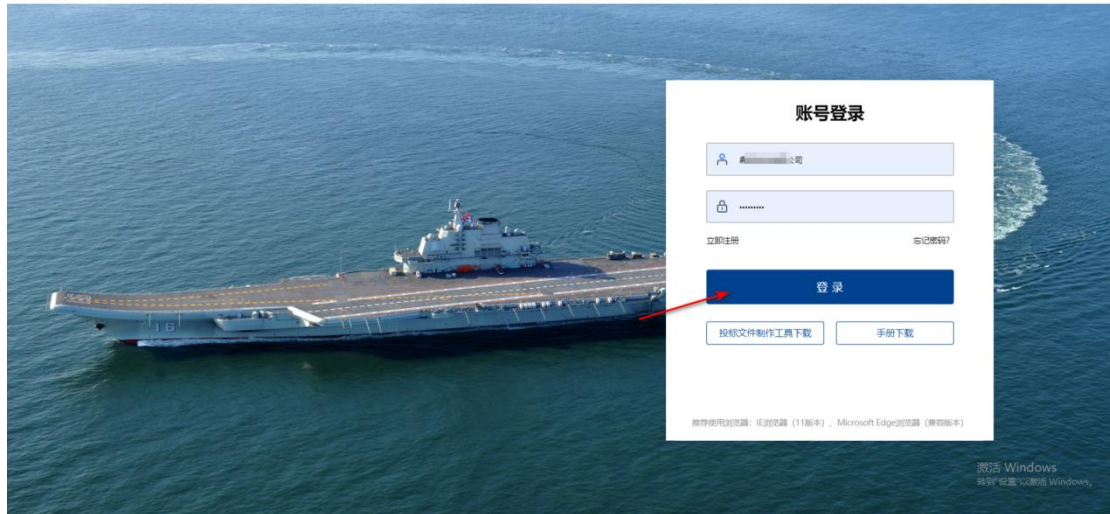 账号登录
公司
立即注册 忘记密码?
登 录
投标文件制作工具下载 手册下载
推荐使用浏览器: IE浏览器 (11版本) 、Microsoft Edge浏览器 (兼容版本)
16
激活 Windows
转到"设置"以激活 Windows。